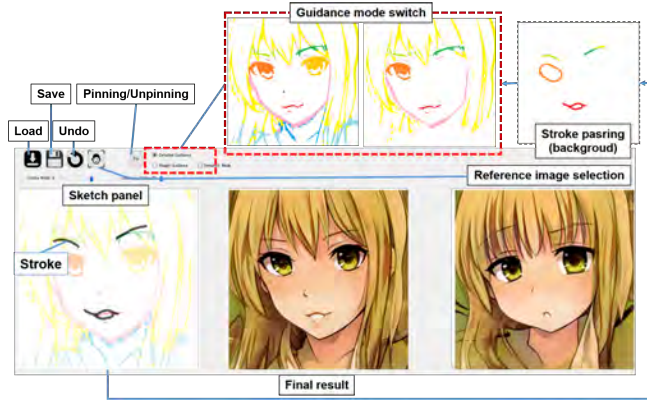 Guidance mode switch
Save
Pinning/Unpinning
Load
Undo
Stroke pasring
(backgroud)
Reference image selection
Sketch panel
Stroke
Final result